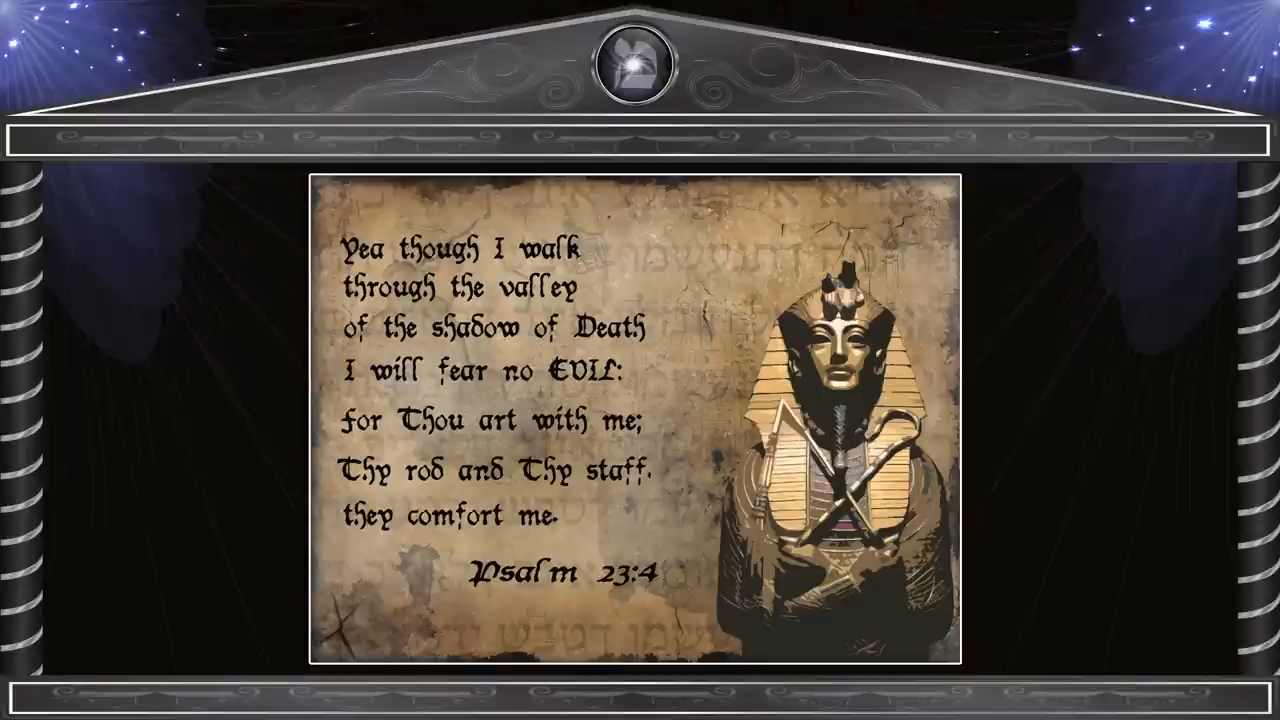 Yea though I walk
through the valley
of the shadow of Death
I will fear no EVIL:
for Thou art with me;
Thy rod and Thy staff.
they comfort me.
Psalm 23:4